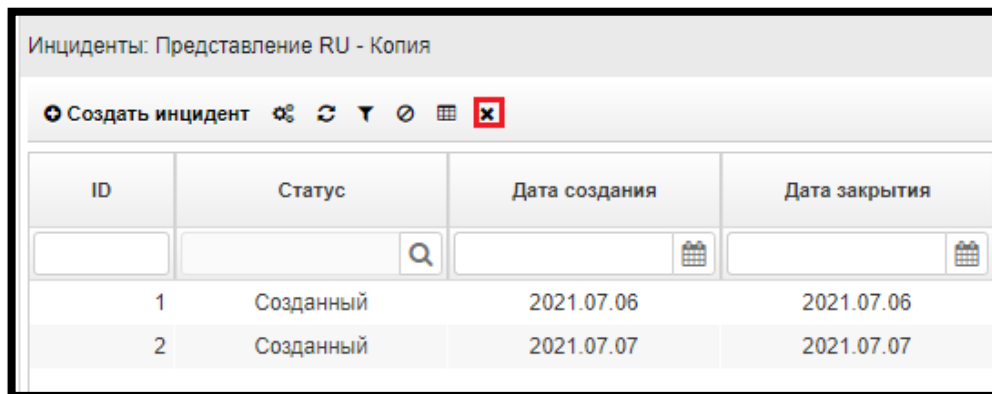 Инциденты: Представление RU - Копия
Создать инцидент
ID Статус Дата создания Дата закрытия
1 Созданный 2021.07.06 2021.07.06
2 Созданный 2021.07.07 2021.07.07